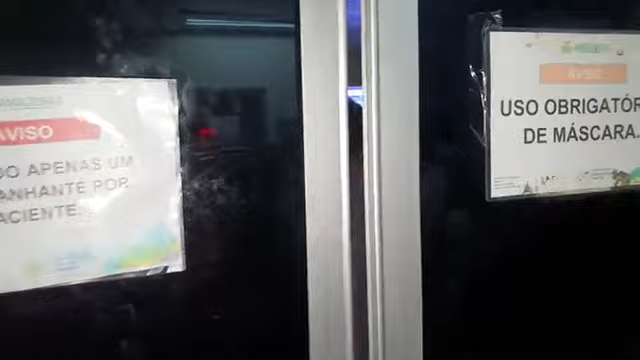 AVISO
DO APENAS UM
ANHANTE POR
ACIENTE.
AVISO
USO OBRIGATÓR
DE MÁSCARA.